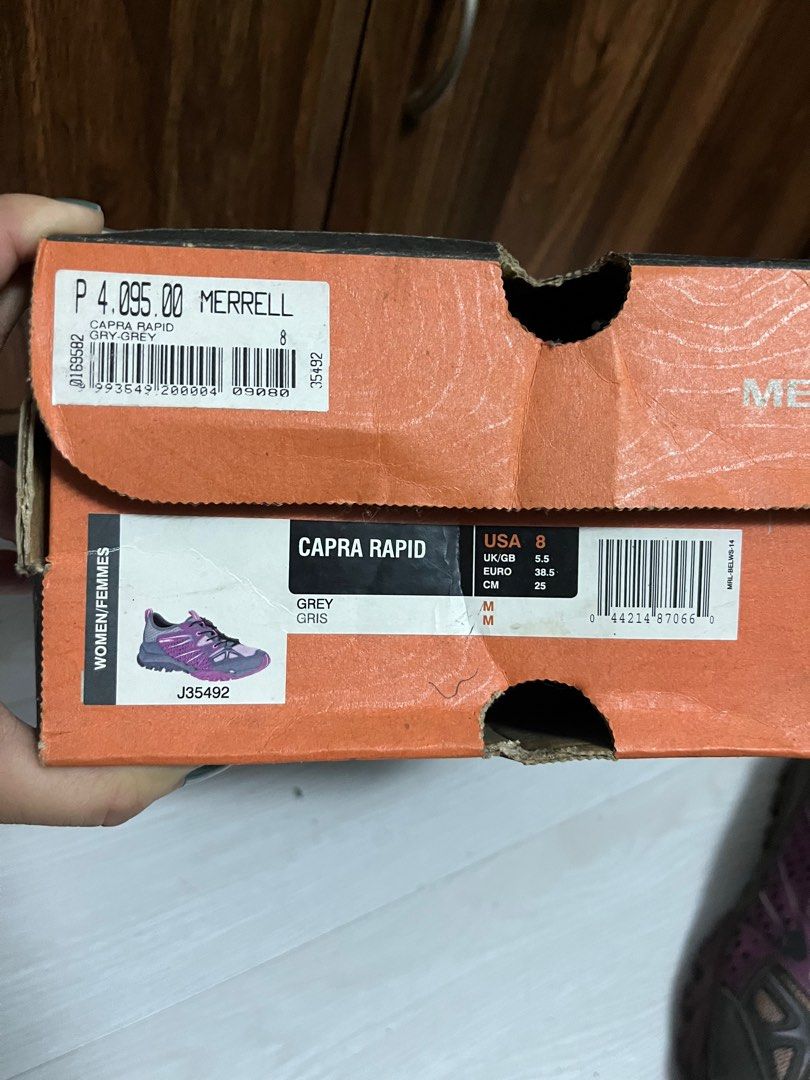 P 4,095.00 MERRELL
CAPRA RAPID
GRY-GREY 8
0169582
9 993549 200004 09080
35492
ME
WOMEN/FEMMES
J35492
CAPRA RAPID
GREY
GRIS
USA 8
UK/GB 5.5
EURO 38.5
CM 25
M
M
0 44214 87066 0
MRL-BELWS-14